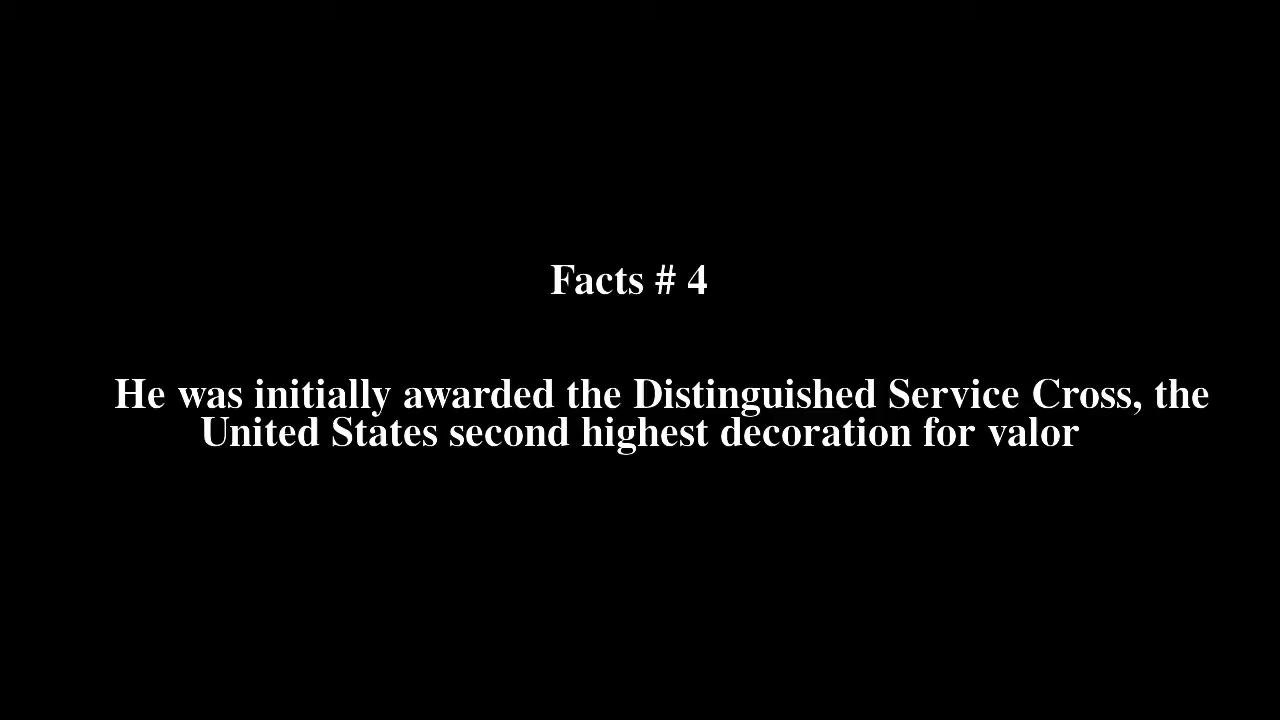 Facts # 4
He was initially awarded the Distinguished Service Cross, the
United States second highest decoration for valor